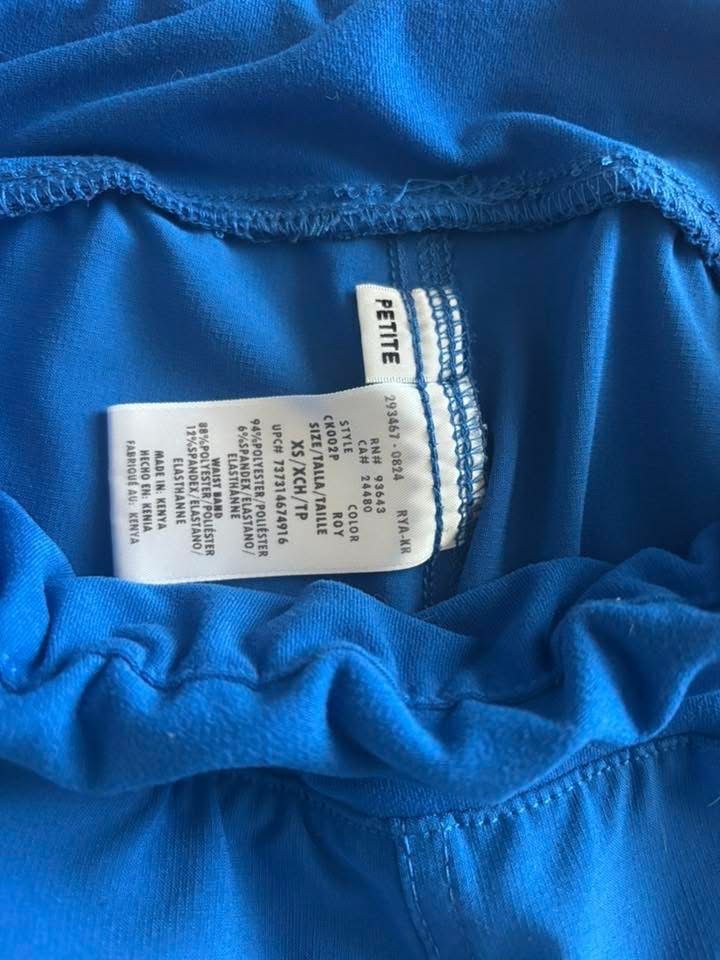 PETITE
293467 - 0824 RYA-KR
RN# 93643
CA# 24480
STYLE COLOR
CK002P ROY
SIZE/TALLA/TAILLE
XS/XCH/TP
UPC# 737314674916
94%POLYESTER/POLIÉSTER
6%SPANDEX/ELASTANO/
ELASTHANNE
WAIST BAND
88%POLYESTER/POLIÉSTER
12%SPANDEX/ELASTANO/
ELASTHANNE
MADE IN: KENYA
HECHO EN: KENIA
FABRIQUÉ AU: KENYA